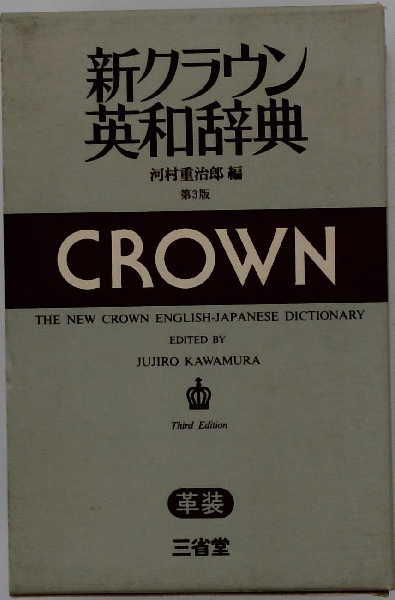 新クラウン
英和辞典
河村重治郎 編
第3版
CROWN
THE NEW CROWN ENGLISH-JAPANESE DICTIONARY
EDITED BY
JUJIRO KAWAMURA
Third Edition
革装
三省堂